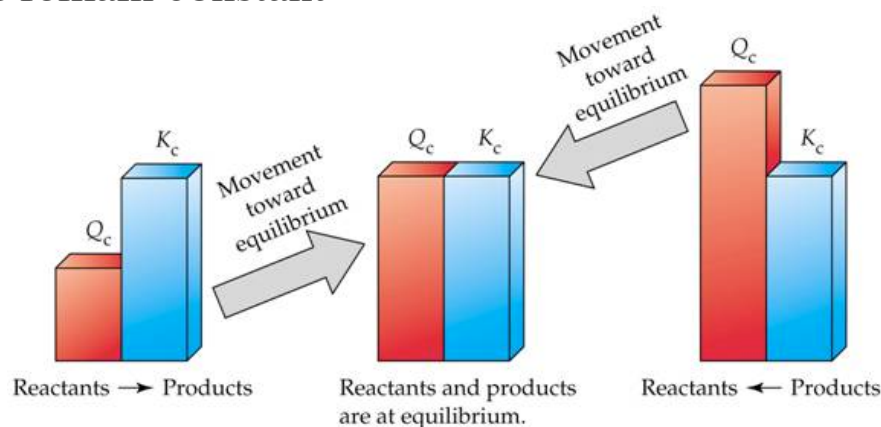 Movement
toward
equilibrium
Qc
Kc
Kc
Qc Kc
Movement
toward
equilibrium
Qc
Reactants → Products
Reactants and products
are at equilibrium.
Reactants ← Products